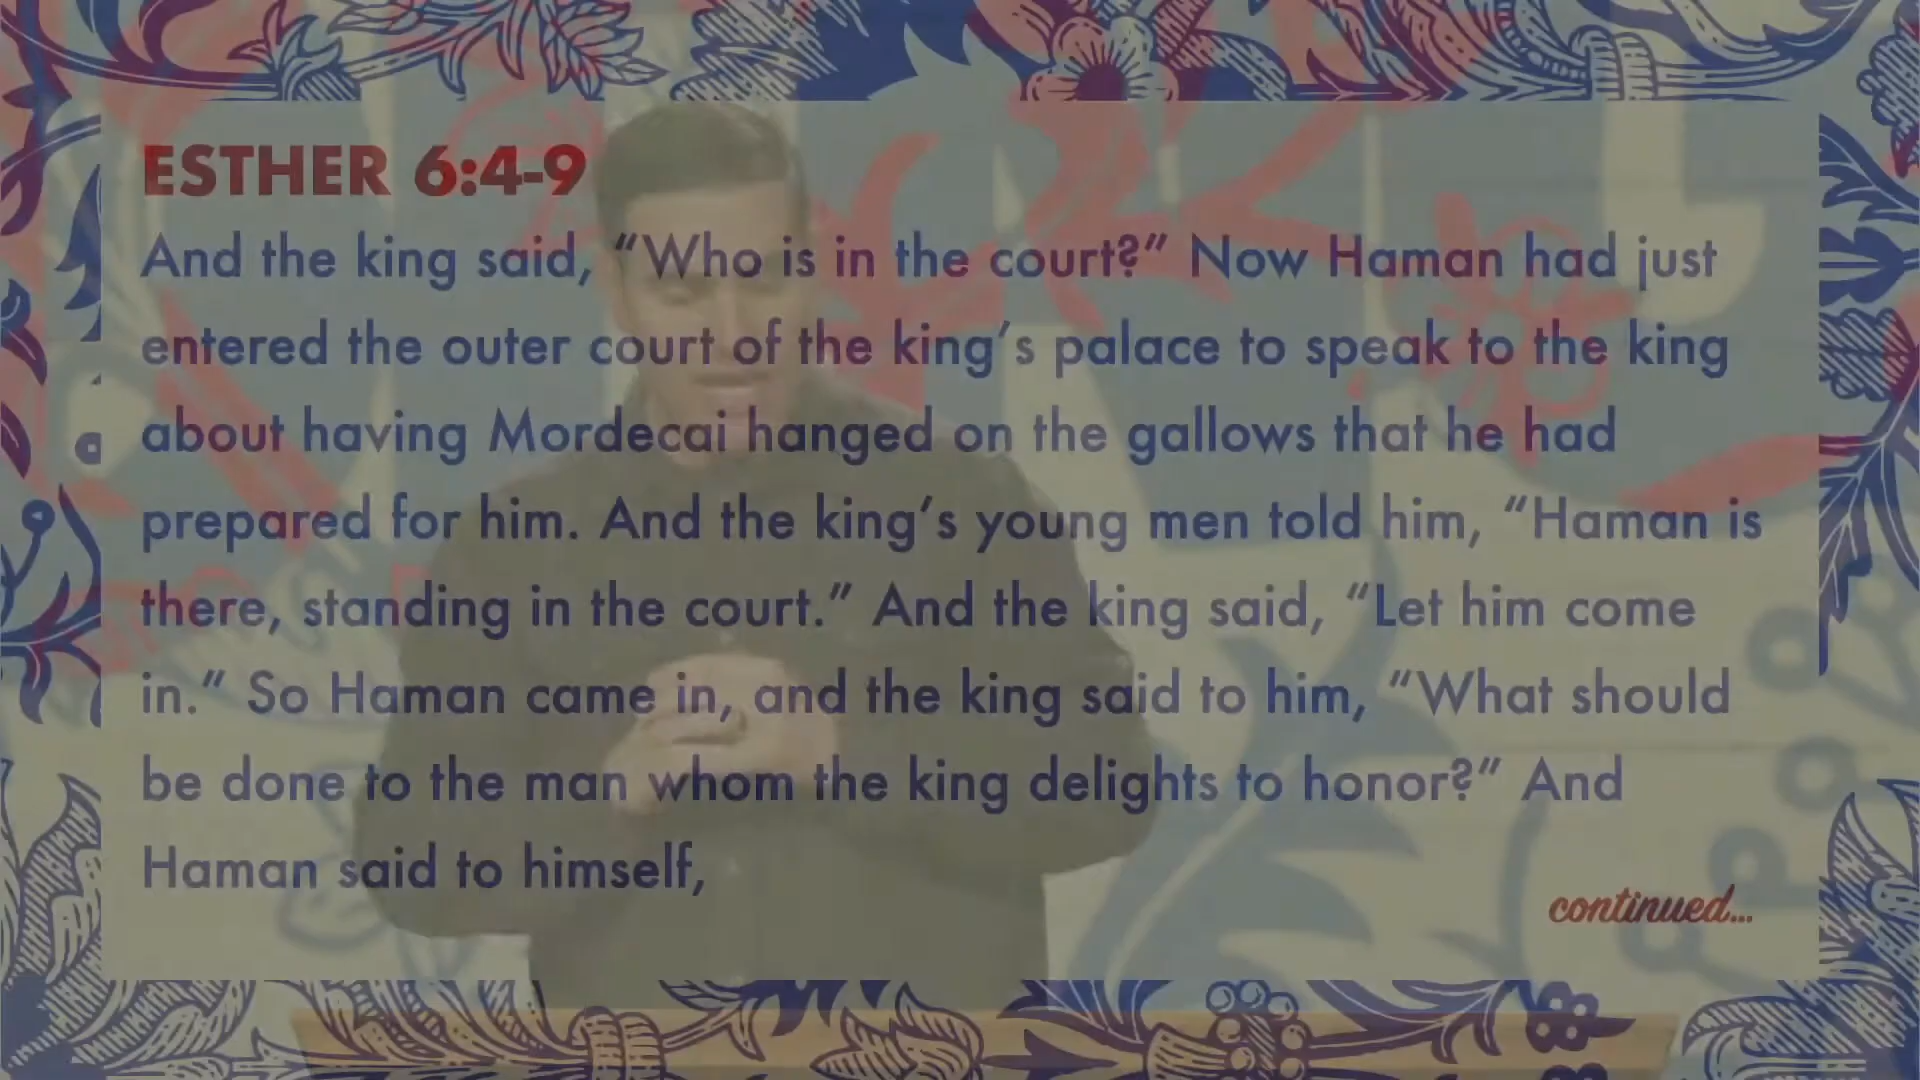 ESTHER 6:4-9
And the king said, “Who is in the court?” Now Haman had just
entered the outer court of the king’s palace to speak to the king
about having Mordecai hanged on the gallows that he had
prepared for him. And the king’s young men told him, “Haman is
there, standing in the court.” And the king said, “Let him come
in.” So Haman came in, and the king said to him, “What should
be done to the man whom the king delights to honor?” And
Haman said to himself,
continued...